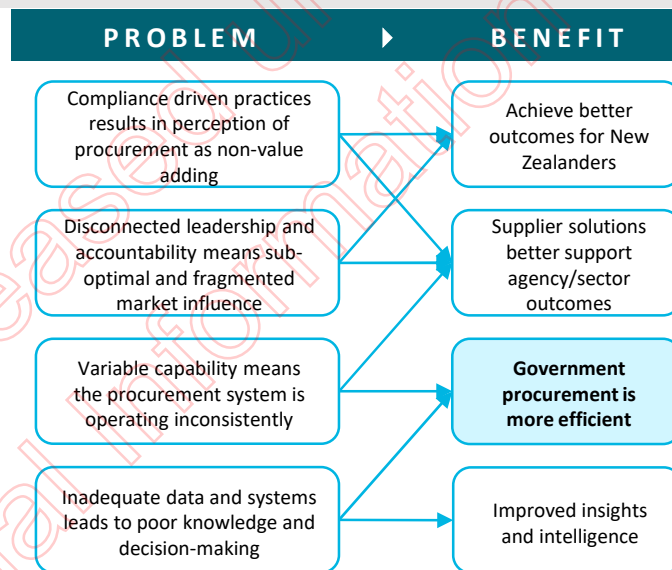 PROBLEM
BENEFIT
Compliance driven practices
results in perception of
procurement as non-value
adding
Achieve better
outcomes for New
Zealanders
Disconnected leadership and
accountability means sub-
optimal and fragmented
market influence
Supplier solutions
better support
agency/sector
outcomes
Variable capability means
the procurement system is
operating inconsistently
Government
procurement is
more efficient
Inadequate data and systems
leads to poor knowledge and
decision-making
Improved insights
and intelligence
eased u
al Information